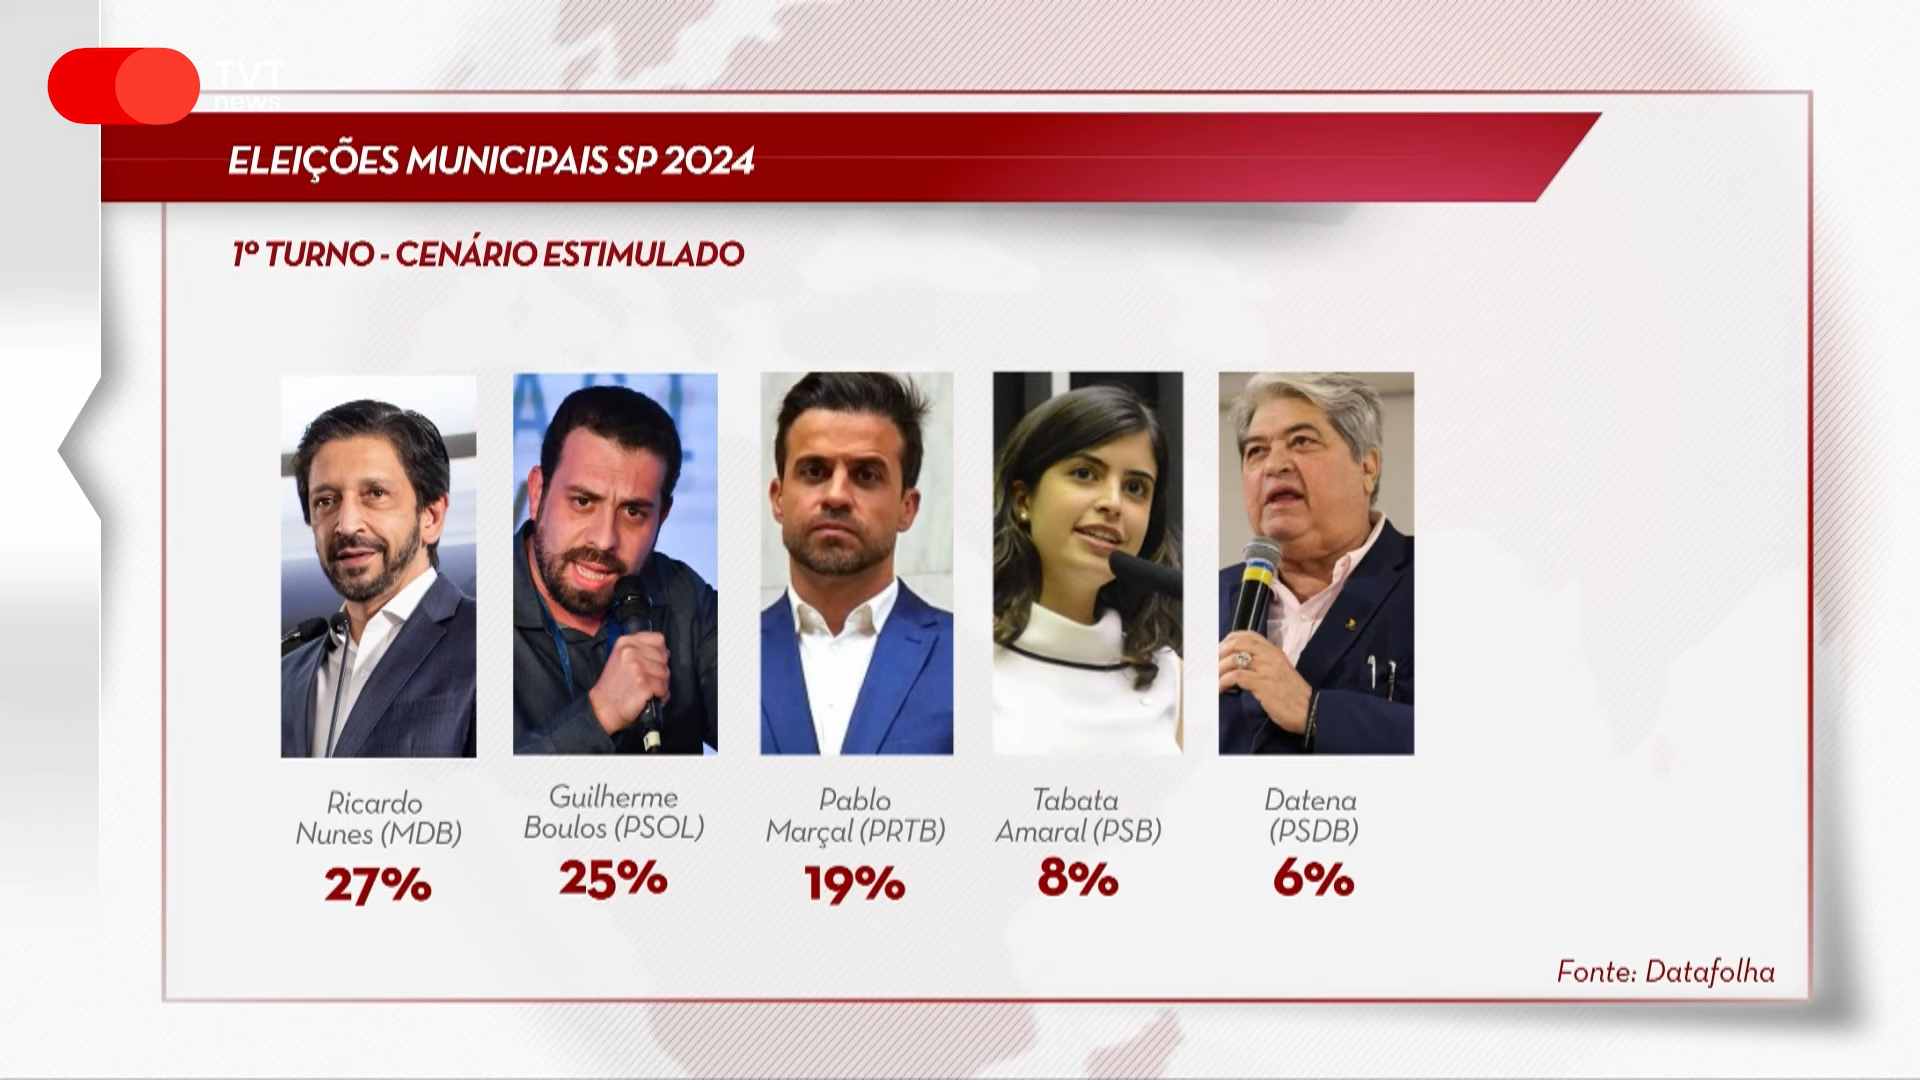 TVT
news
ELEIÇÕES MUNICIPAIS SP 2024
1º TURNO - CENÁRIO ESTIMULADO
Ricardo
Nunes (MDB)
27%
Guilherme
Boulos (PSOL)
25%
Pablo
Marçal (PRTB)
19%
Tabata
Amaral (PSB)
8%
Datena
(PSDB)
6%
Fonte: Datafolha